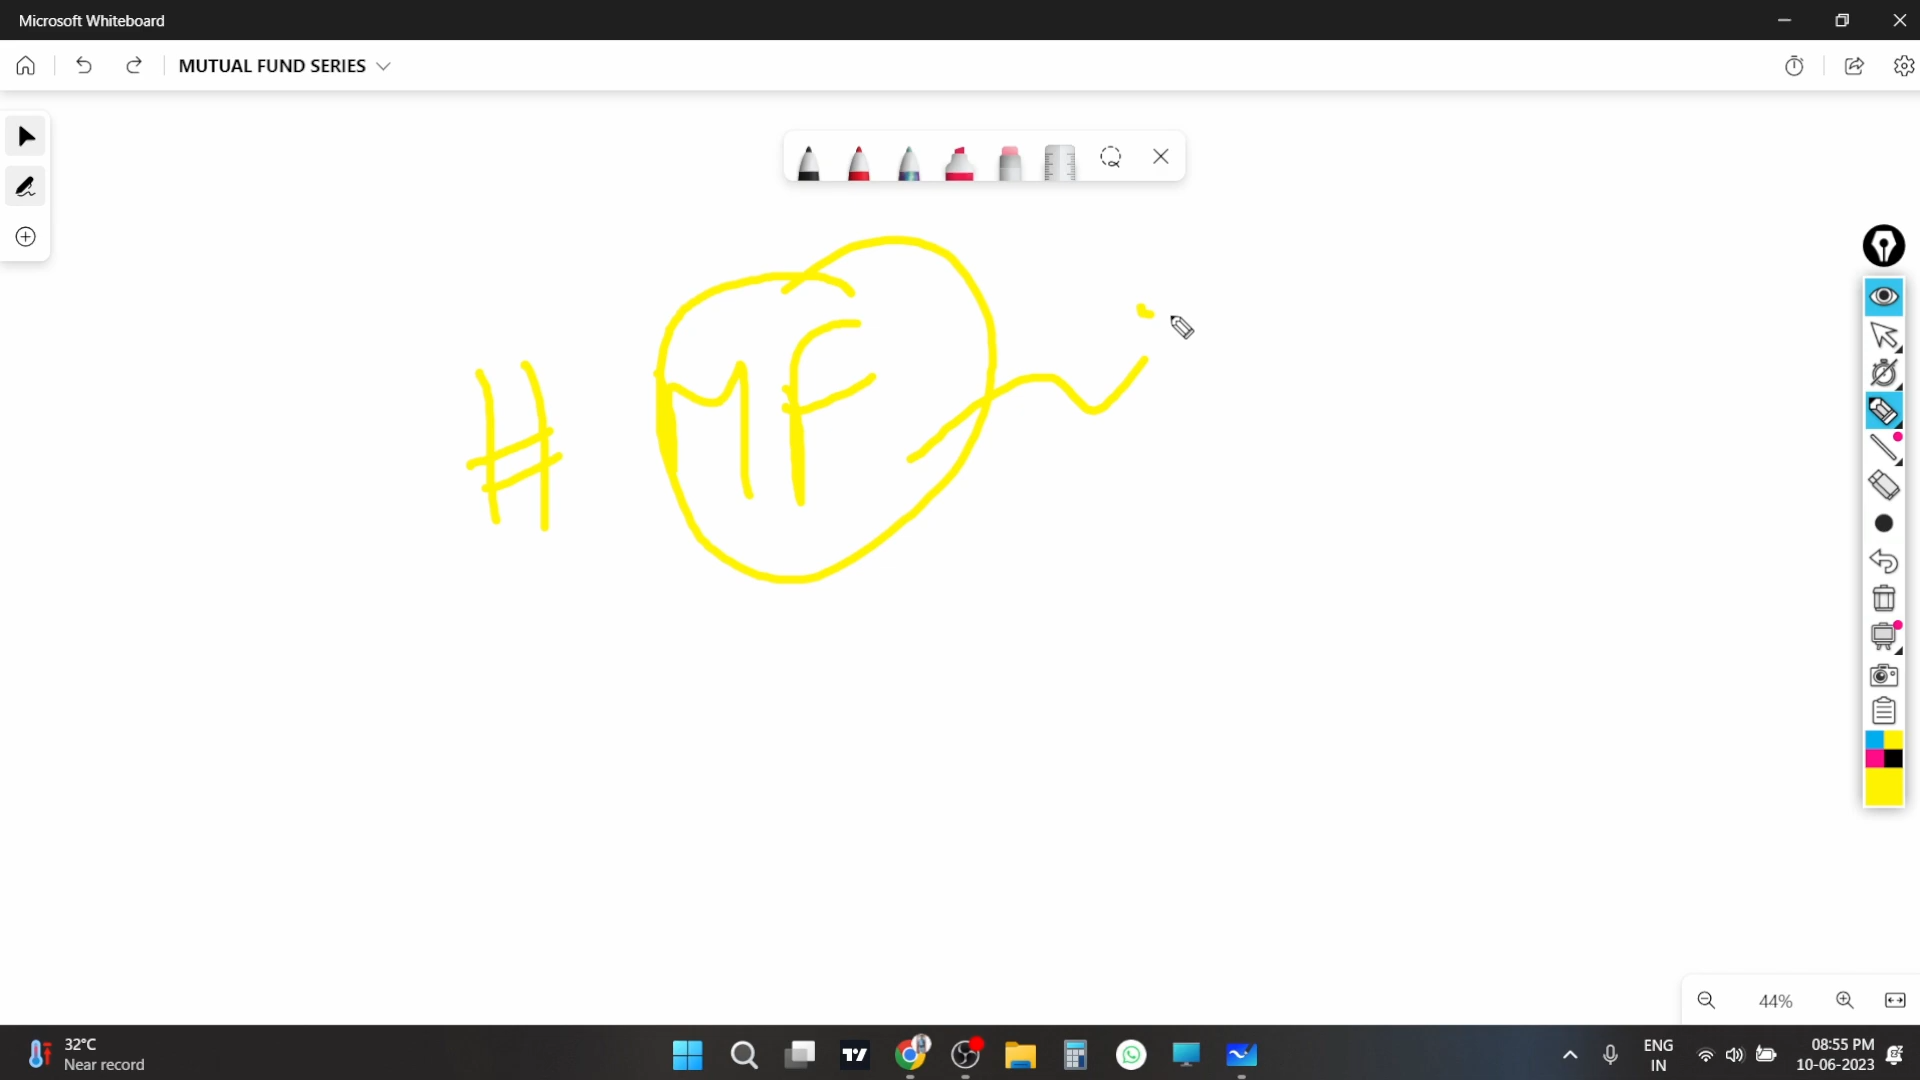 Microsoft Whiteboard
MUTUAL FUND SERIES
# MF
44%
32°C
Near record
ENG
IN
08:55 PM
10-06-2023